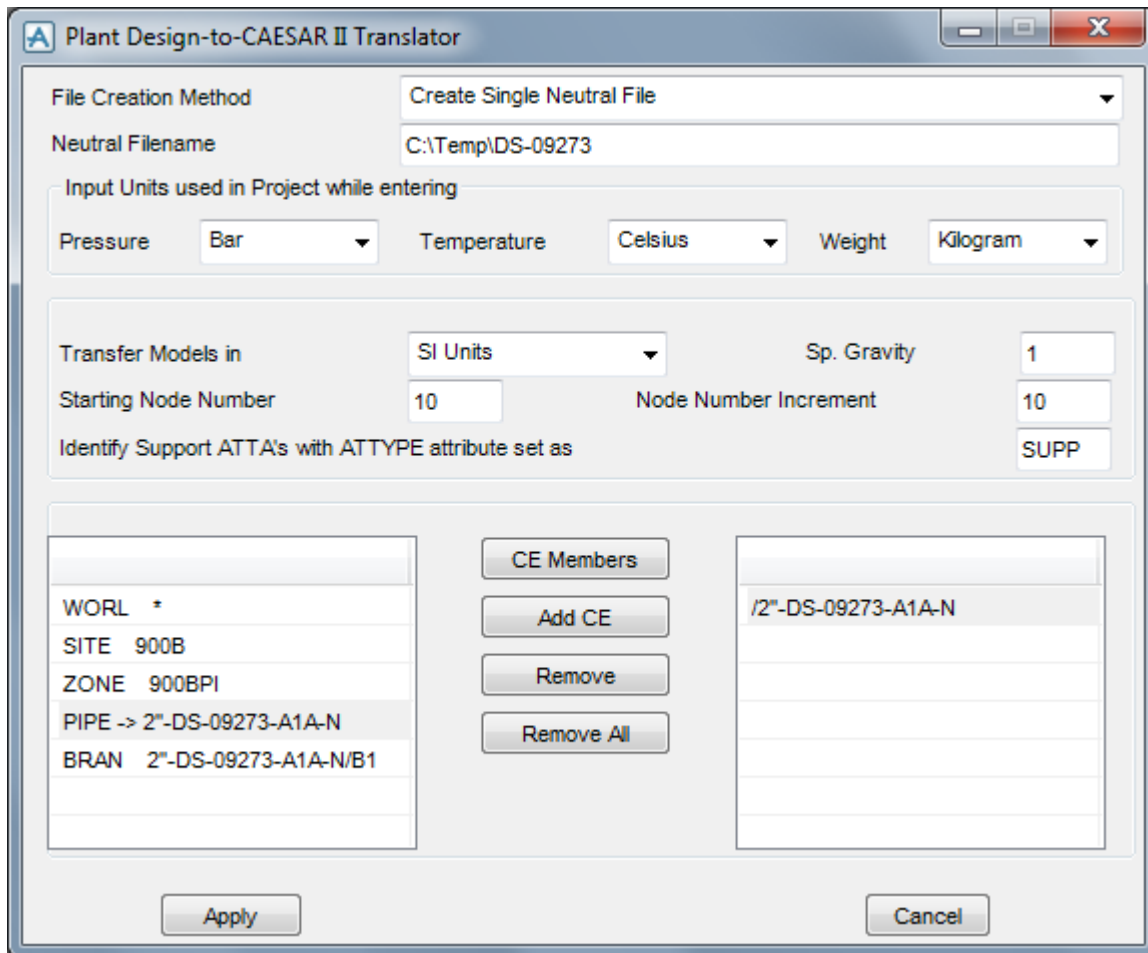 Plant Design-to-CAESAR II Translator
File Creation Method Create Single Neutral File
Neutral Filename C:\Temp\DS-09273
Input Units used in Project while entering
Pressure Bar Temperature Celsius Weight Kilogram
Transfer Models in SI Units Sp. Gravity 1
Starting Node Number 10 Node Number Increment 10
Identify Support ATTA's with ATTYPE attribute set as SUPP
CE Members
WORL * Add CE /2"-DS-09273-A1A-N
SITE 900B
ZONE 900BPI Remove
PIPE -> 2"-DS-09273-A1A-N Remove All
BRAN 2"-DS-09273-A1A-N/B1
Apply Cancel